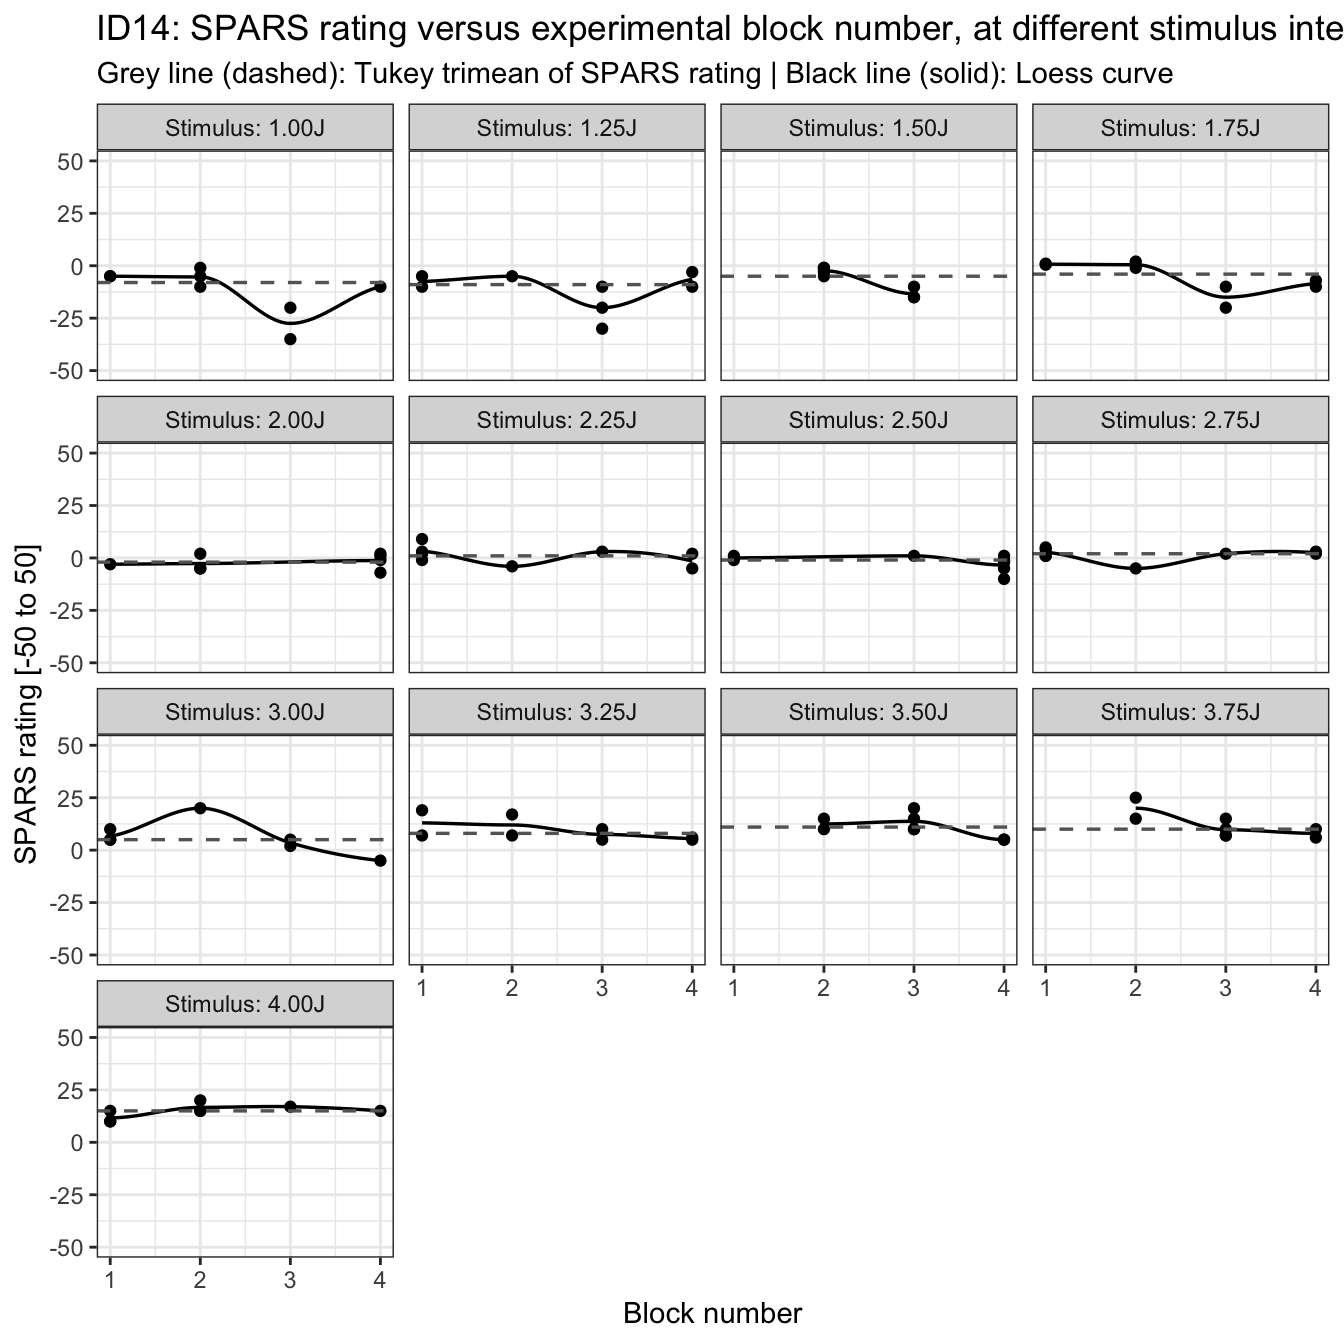 ID14: SPARS rating versus experimental block number, at different stimulus inte
Grey line (dashed): Tukey trimean of SPARS rating | Black line (solid): Loess curve
Stimulus: 1.00J Stimulus: 1.25J Stimulus: 1.50J Stimulus: 1.75J
50
25
0
-25
-50
Stimulus: 2.00J Stimulus: 2.25J Stimulus: 2.50J Stimulus: 2.75J
50
25
0
-25
-50
SPARS rating [-50 to 50]
Stimulus: 3.00J Stimulus: 3.25J Stimulus: 3.50J Stimulus: 3.75J
50
25
0
-25
-50
1 2 3 4 1 2 3 4 1 2 3 4
Stimulus: 4.00J
50
25
0
-25
-50
1 2 3 4
Block number